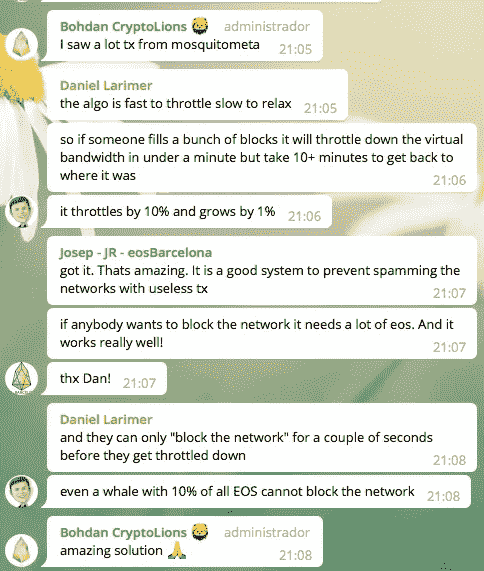 Bohdan CryptoLions 🦁 administrador
I saw a lot tx from mosquitometa 21:05
Daniel Larimer
the algo is fast to throttle slow to relax 21:05
so if someone fills a bunch of blocks it will throttle down the virtual
bandwidth in under a minute but take 10+ minutes to get back to
where it was
21:06
it throttles by 10% and grows by 1% 21:06
Josep - JR - eosBarcelona
got it. Thats amazing. It is a good system to prevent spamming the
networks with useless tx
21:07
if anybody wants to block the network it needs a lot of eos. And it
works really well!
21:07
thx Dan! 21:07
Daniel Larimer
and they can only "block the network" for a couple of seconds
before they get throttled down
21:08
even a whale with 10% of all EOS cannot block the network 21:08
Bohdan CryptoLions 🦁 administrador
amazing solution 🙏 21:08